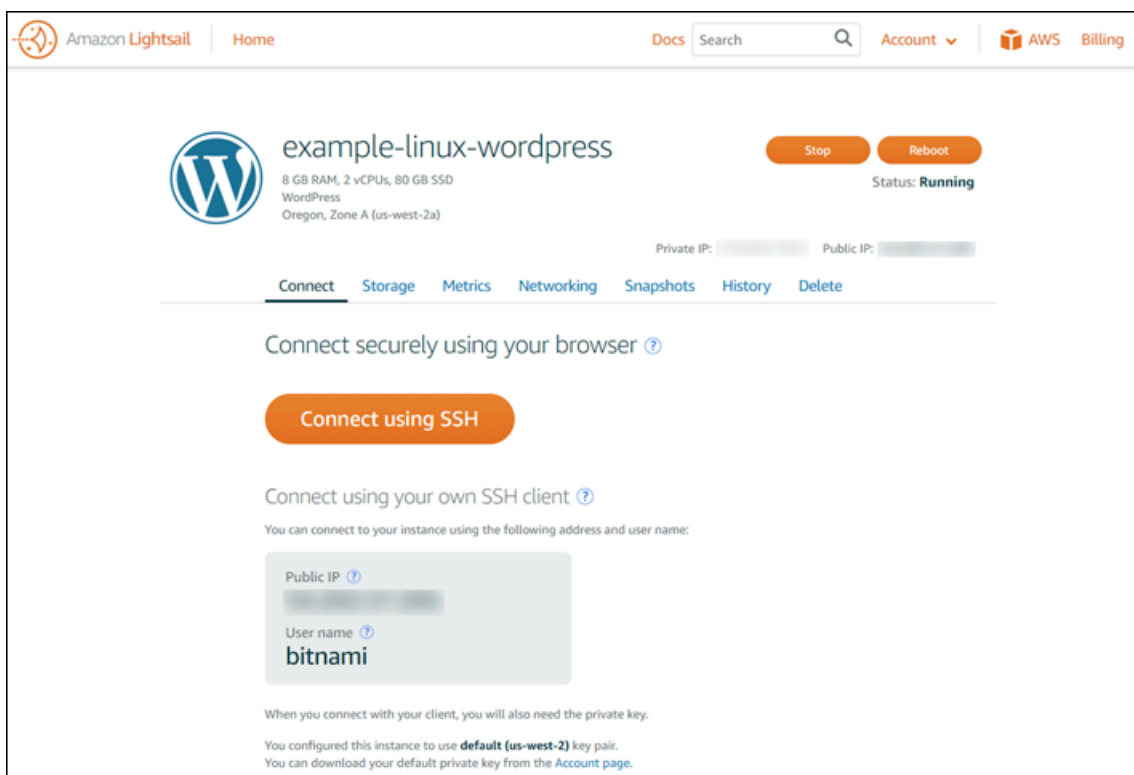 Amazon Lightsail Home Docs Search Account AWS Billing
example-linux-wordpress
Stop Reboot
8 GB RAM, 2 vCPUs, 80 GB SSD
Status: Running
WordPress
Oregon, Zone A (us-west-2a)
Private IP: Public IP:
Connect Storage Metrics Networking Snapshots History Delete
Connect securely using your browser ?
Connect using SSH
Connect using your own SSH client ?
You can connect to your instance using the following address and user name:
Public IP ?
User name ?
bitnami
When you connect with your client, you will also need the private key.
You configured this instance to use default (us-west-2) key pair.
You can download your default private key from the Account page.